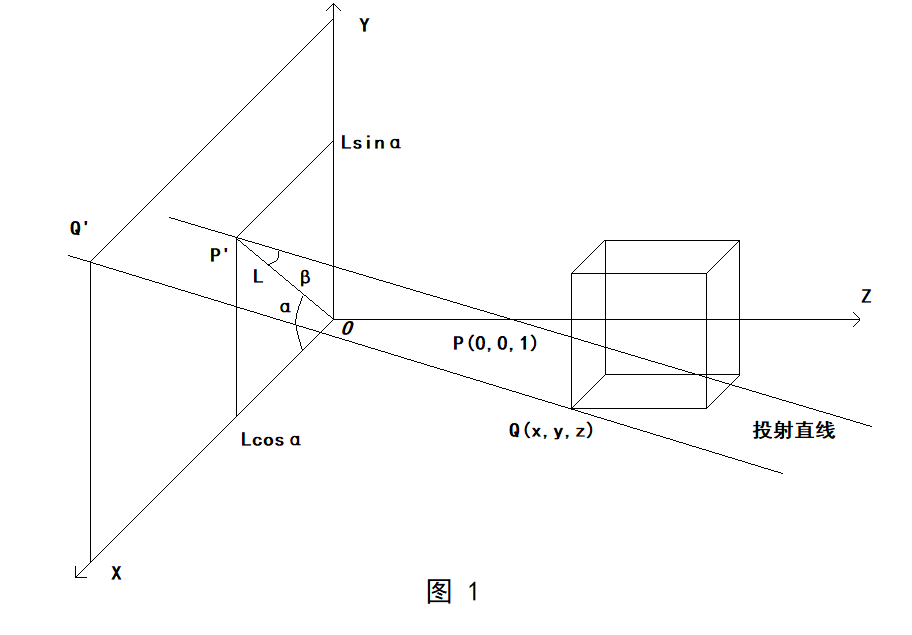 Y
Lsinα
Q'
P'
L
β
α
O
Z
P(0,0,1)
Q(x,y,z)
投射直线
Lcosα
X
图 1